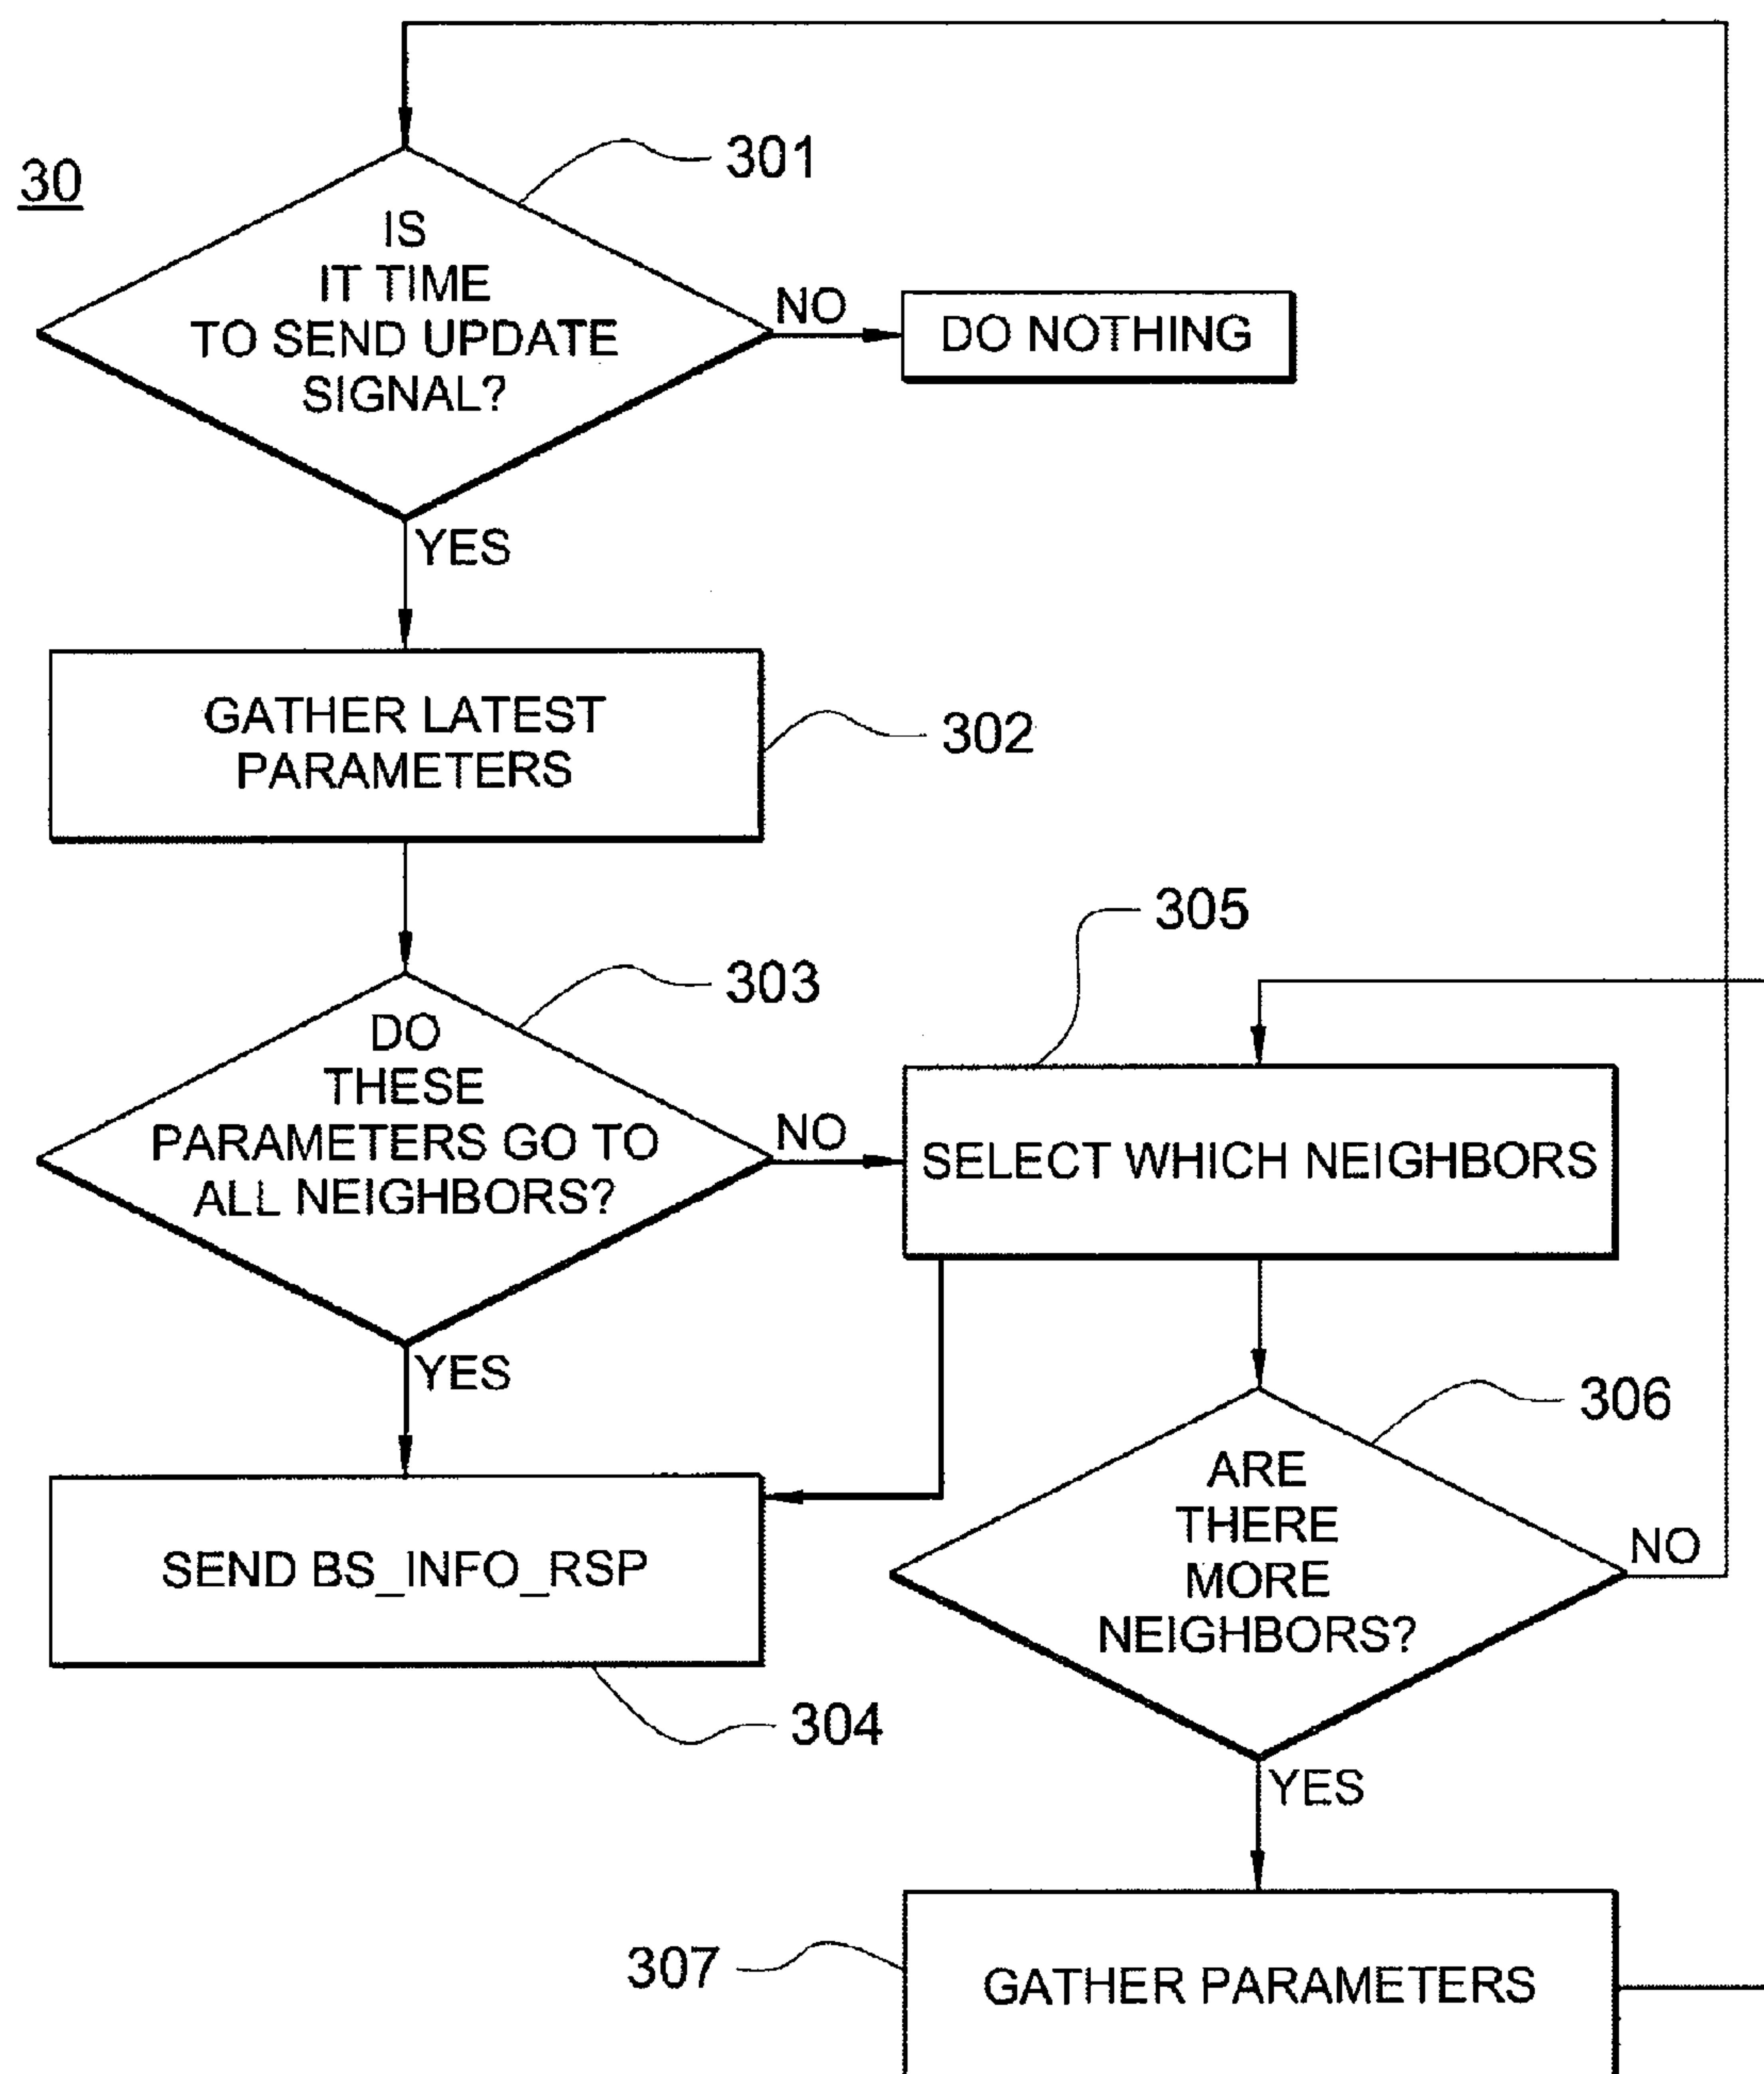 30
301
IS
IT TIME
TO SEND UPDATE
SIGNAL?
NO
DO NOTHING
YES
GATHER LATEST
PARAMETERS
302
303
DO
THESE
PARAMETERS GO TO
ALL NEIGHBORS?
NO
YES
305
SELECT WHICH NEIGHBORS
SEND BS_INFO_RSP
304
306
ARE
THERE
MORE
NEIGHBORS?
NO
YES
307
GATHER PARAMETERS